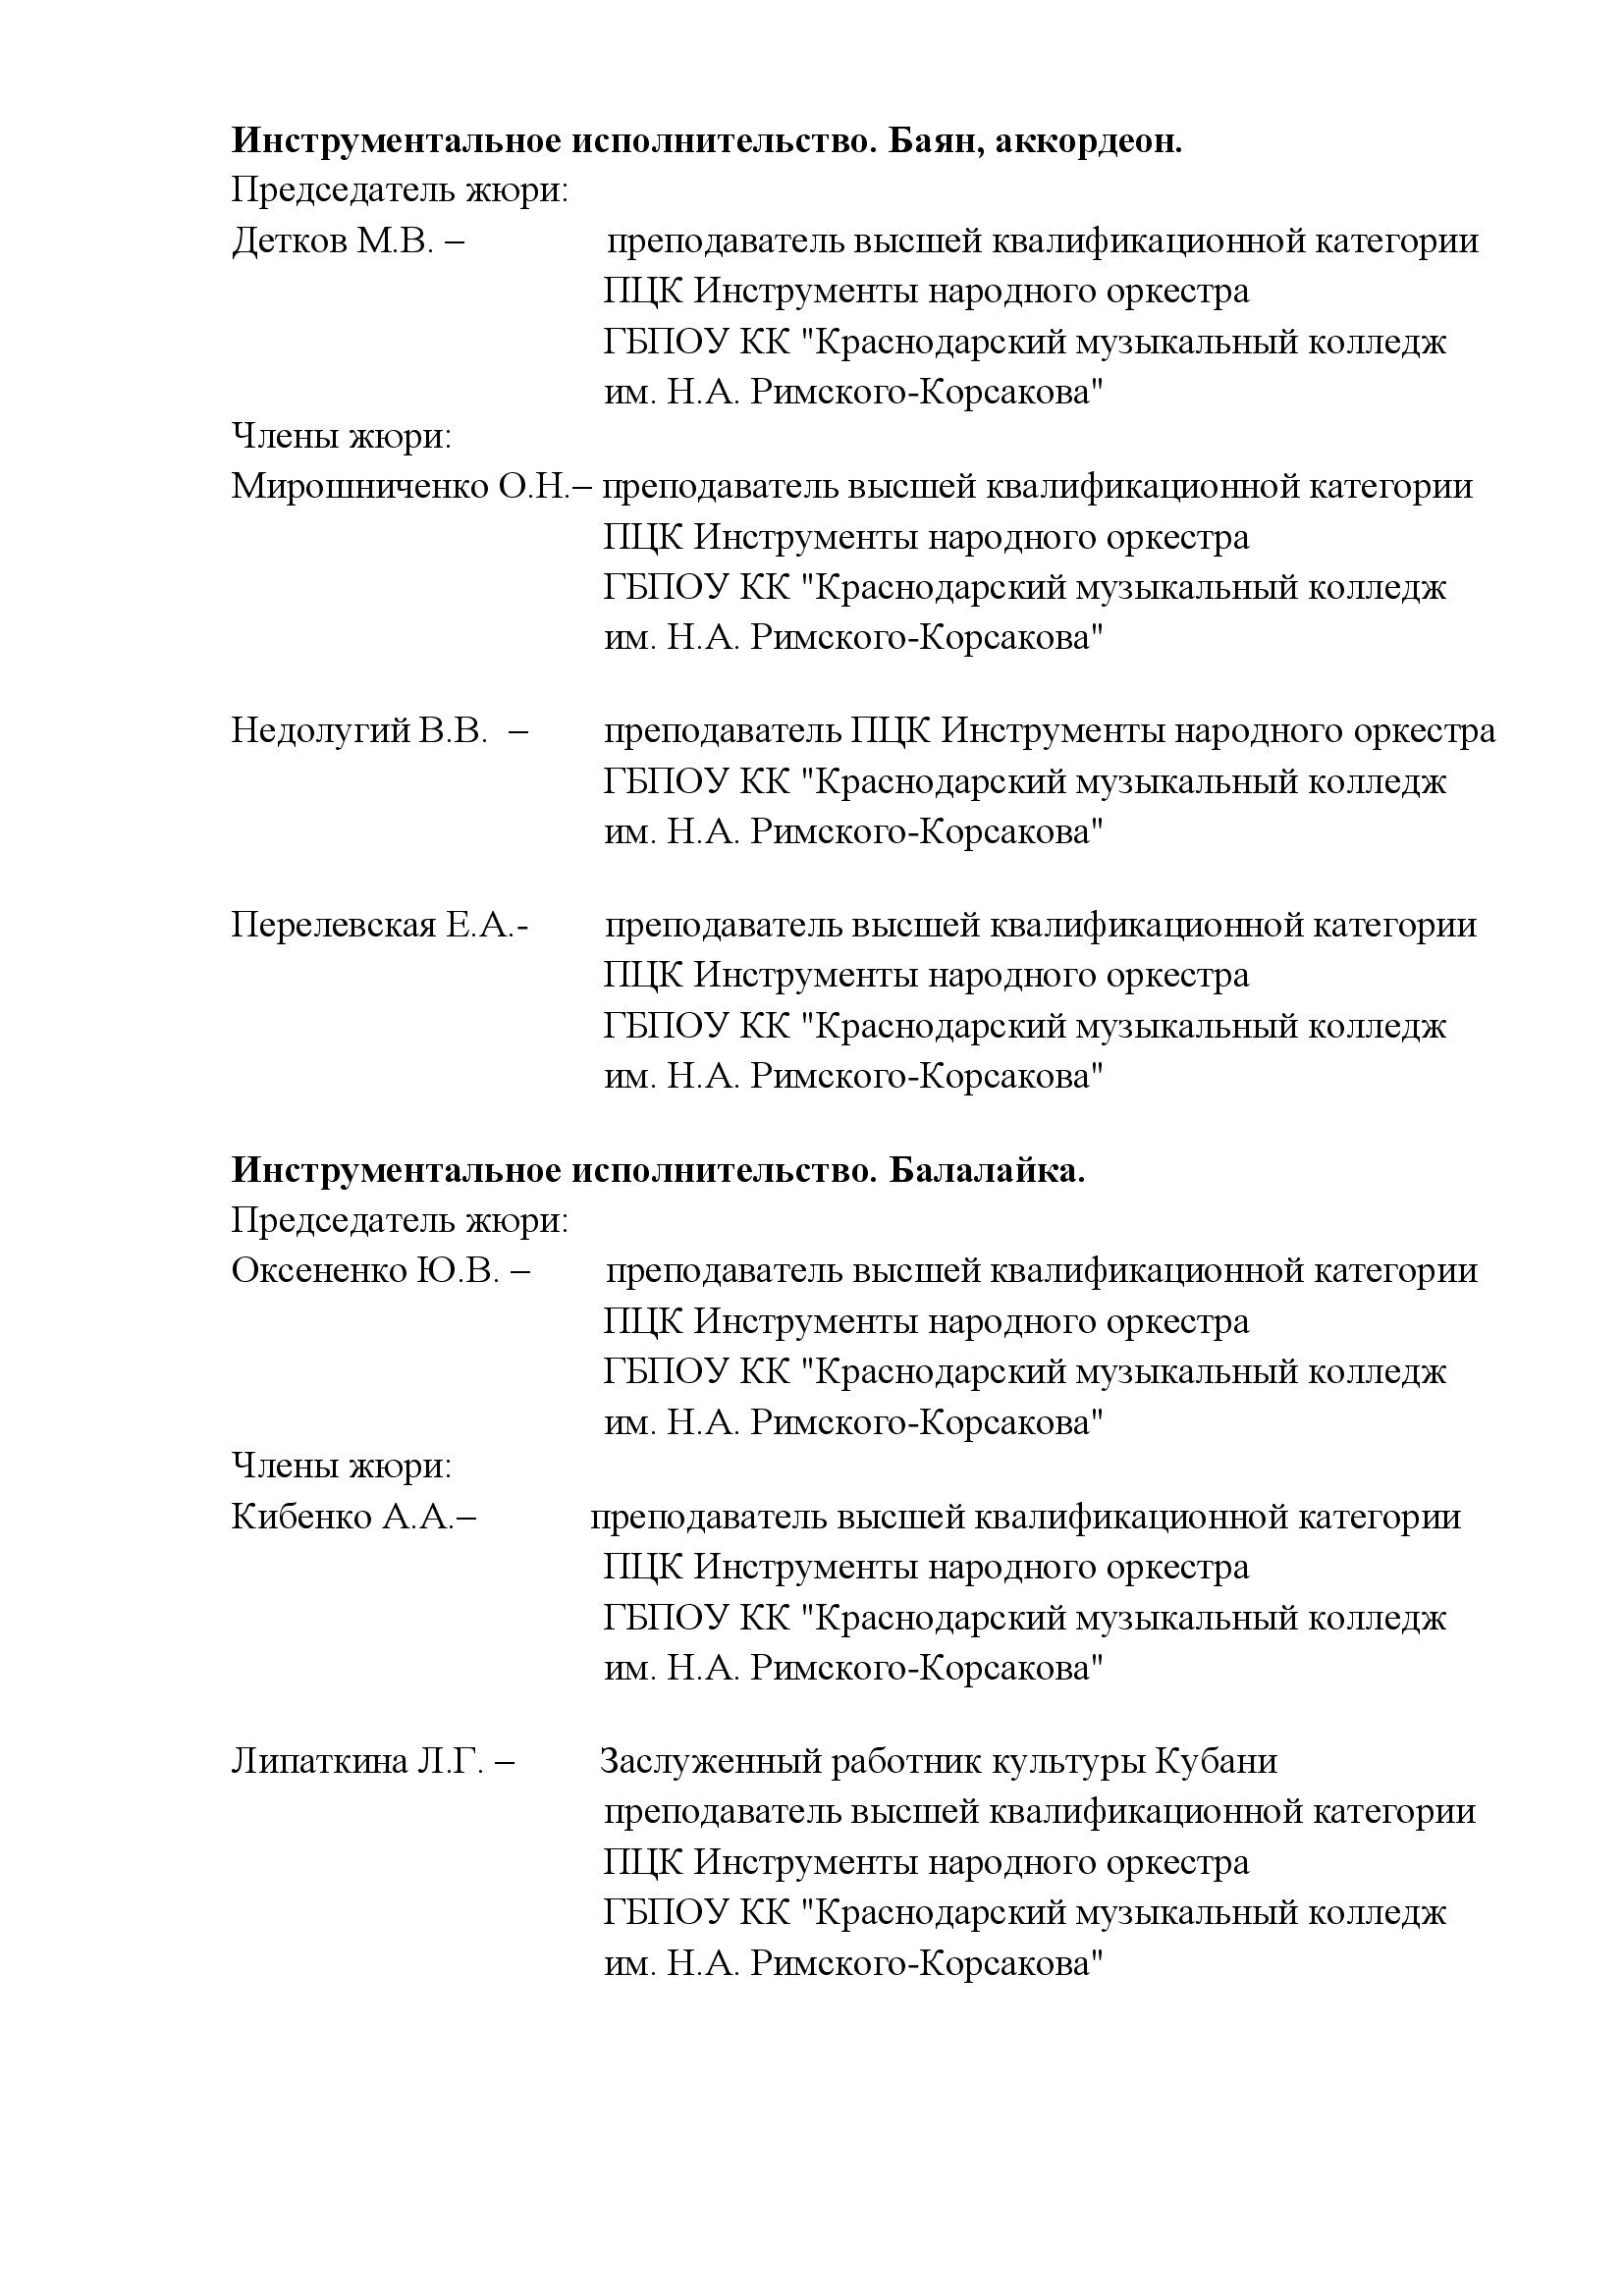 Инструментальное исполнительство. Баян, аккордеон.
Председатель жюри:
Детков М.В. – преподаватель высшей квалификационной категории
ПЦК Инструменты народного оркестра
ГБПОУ КК "Краснодарский музыкальный колледж
им. Н.А. Римского-Корсакова"
Члены жюри:
Мирошниченко О.Н.– преподаватель высшей квалификационной категории
ПЦК Инструменты народного оркестра
ГБПОУ КК "Краснодарский музыкальный колледж
им. Н.А. Римского-Корсакова"
Недолугий В.В. – преподаватель ПЦК Инструменты народного оркестра
ГБПОУ КК "Краснодарский музыкальный колледж
им. Н.А. Римского-Корсакова"
Перелевская Е.А.- преподаватель высшей квалификационной категории
ПЦК Инструменты народного оркестра
ГБПОУ КК "Краснодарский музыкальный колледж
им. Н.А. Римского-Корсакова"
Инструментальное исполнительство. Балалайка.
Председатель жюри:
Оксененко Ю.В. – преподаватель высшей квалификационной категории
ПЦК Инструменты народного оркестра
ГБПОУ КК "Краснодарский музыкальный колледж
им. Н.А. Римского-Корсакова"
Члены жюри:
Кибенко А.А.– преподаватель высшей квалификационной категории
ПЦК Инструменты народного оркестра
ГБПОУ КК "Краснодарский музыкальный колледж
им. Н.А. Римского-Корсакова"
Липаткина Л.Г. – Заслуженный работник культуры Кубани
преподаватель высшей квалификационной категории
ПЦК Инструменты народного оркестра
ГБПОУ КК "Краснодарский музыкальный колледж
им. Н.А. Римского-Корсакова"